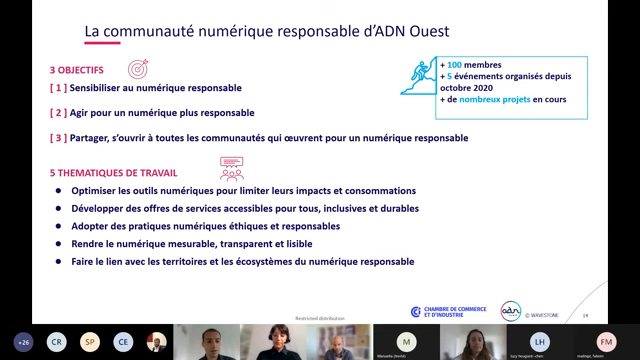 La communauté numérique responsable d'ADN Ouest
3 OBJECTIFS
[ 1 ] Sensibiliser au numérique responsable
[ 2 ] Agir pour un numérique plus responsable
[ 3 ] Partager, s'ouvrir à toutes les communautés qui œuvrent pour un numérique responsable
+ 100 membres
+ 5 événements organisés depuis
octobre 2020
+ de nombreux projets en cours
5 THEMATIQUES DE TRAVAIL
● Optimiser les outils numériques pour limiter leurs impacts et consommations
● Développer des offres de services accessibles pour tous, inclusives et durables
● Adopter des pratiques numériques éthiques et responsables
● Rendre le numérique mesurable, transparent et lisible
● Faire le lien avec les territoires et les écosystèmes du numérique responsable
Restricted distribution
CHAMBRE DE COMMERCE
ET D'INDUSTRIE
adn
© WAVESTONE
14
+26
CR
SP
CE
M
LH
FM